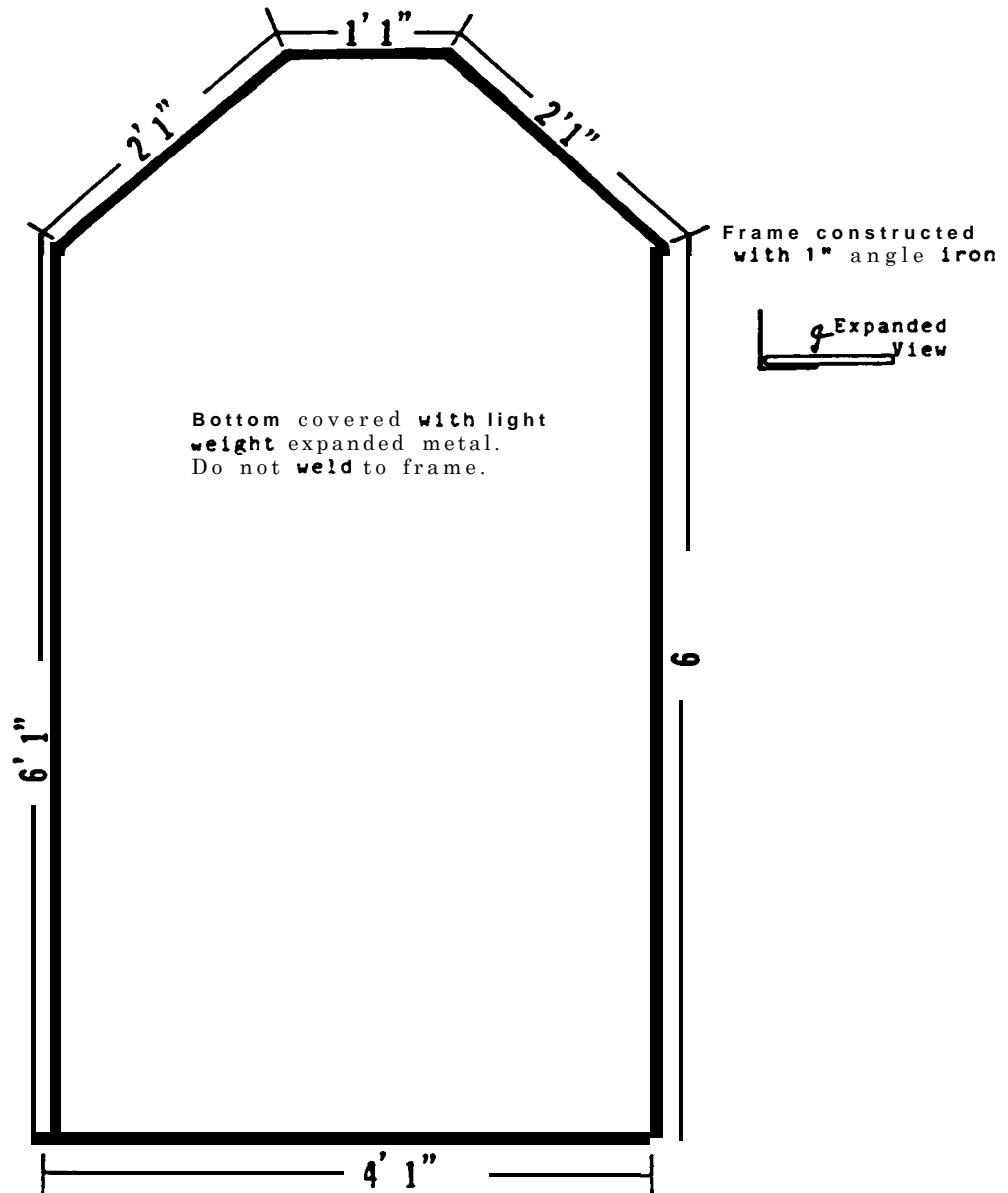 1' 1"
2' 1"
2'1"
Frame constructed
with 1" angle iron
Expanded
View
Bottom covered with light
weight expanded metal.
Do not weld to frame.
6
6' 1"
4' 1"